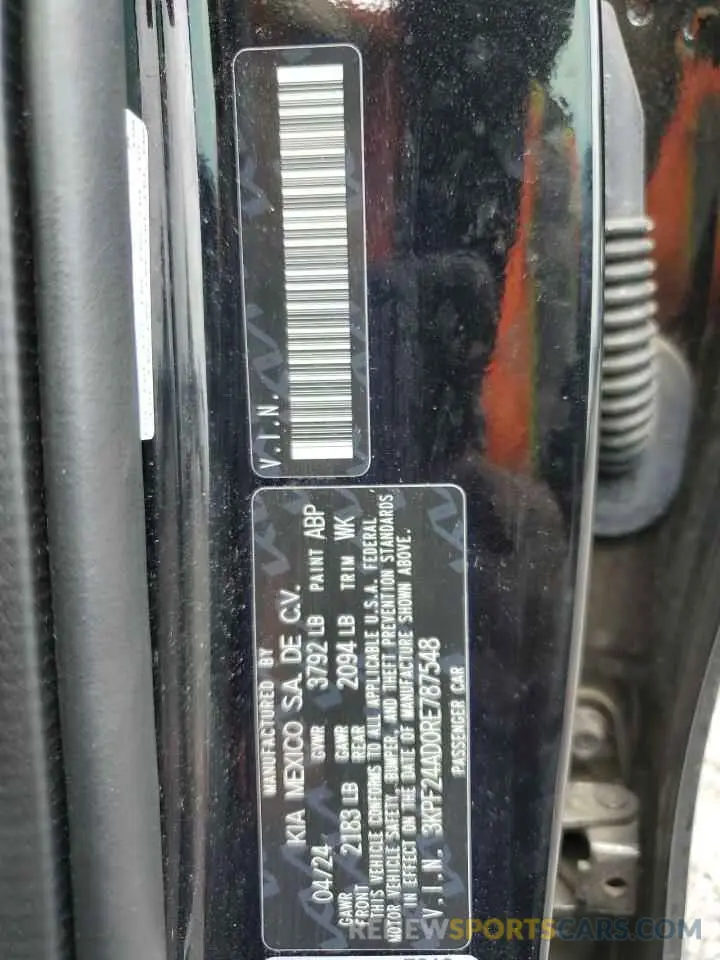 V.I.N.
MANUFACTURED BY
KIA MEXICO S.A. DE C.V.
04/24 GVWR 3792 LB PAINT ABP
GAWR FRONT 2183 LB GAWR REAR 2094 LB TRIM WK
THIS VEHICLE CONFORMS TO ALL APPLICABLE U.S.A. FEDERAL
MOTOR VEHICLE SAFETY, BUMPER, AND THEFT PREVENTION STANDARDS
IN EFFECT ON THE DATE OF MANUFACTURE SHOWN ABOVE.
V.I.N. 3KPF24AD0RE787548
PASSENGER CAR
REVIEWSPORTSCARS.COM